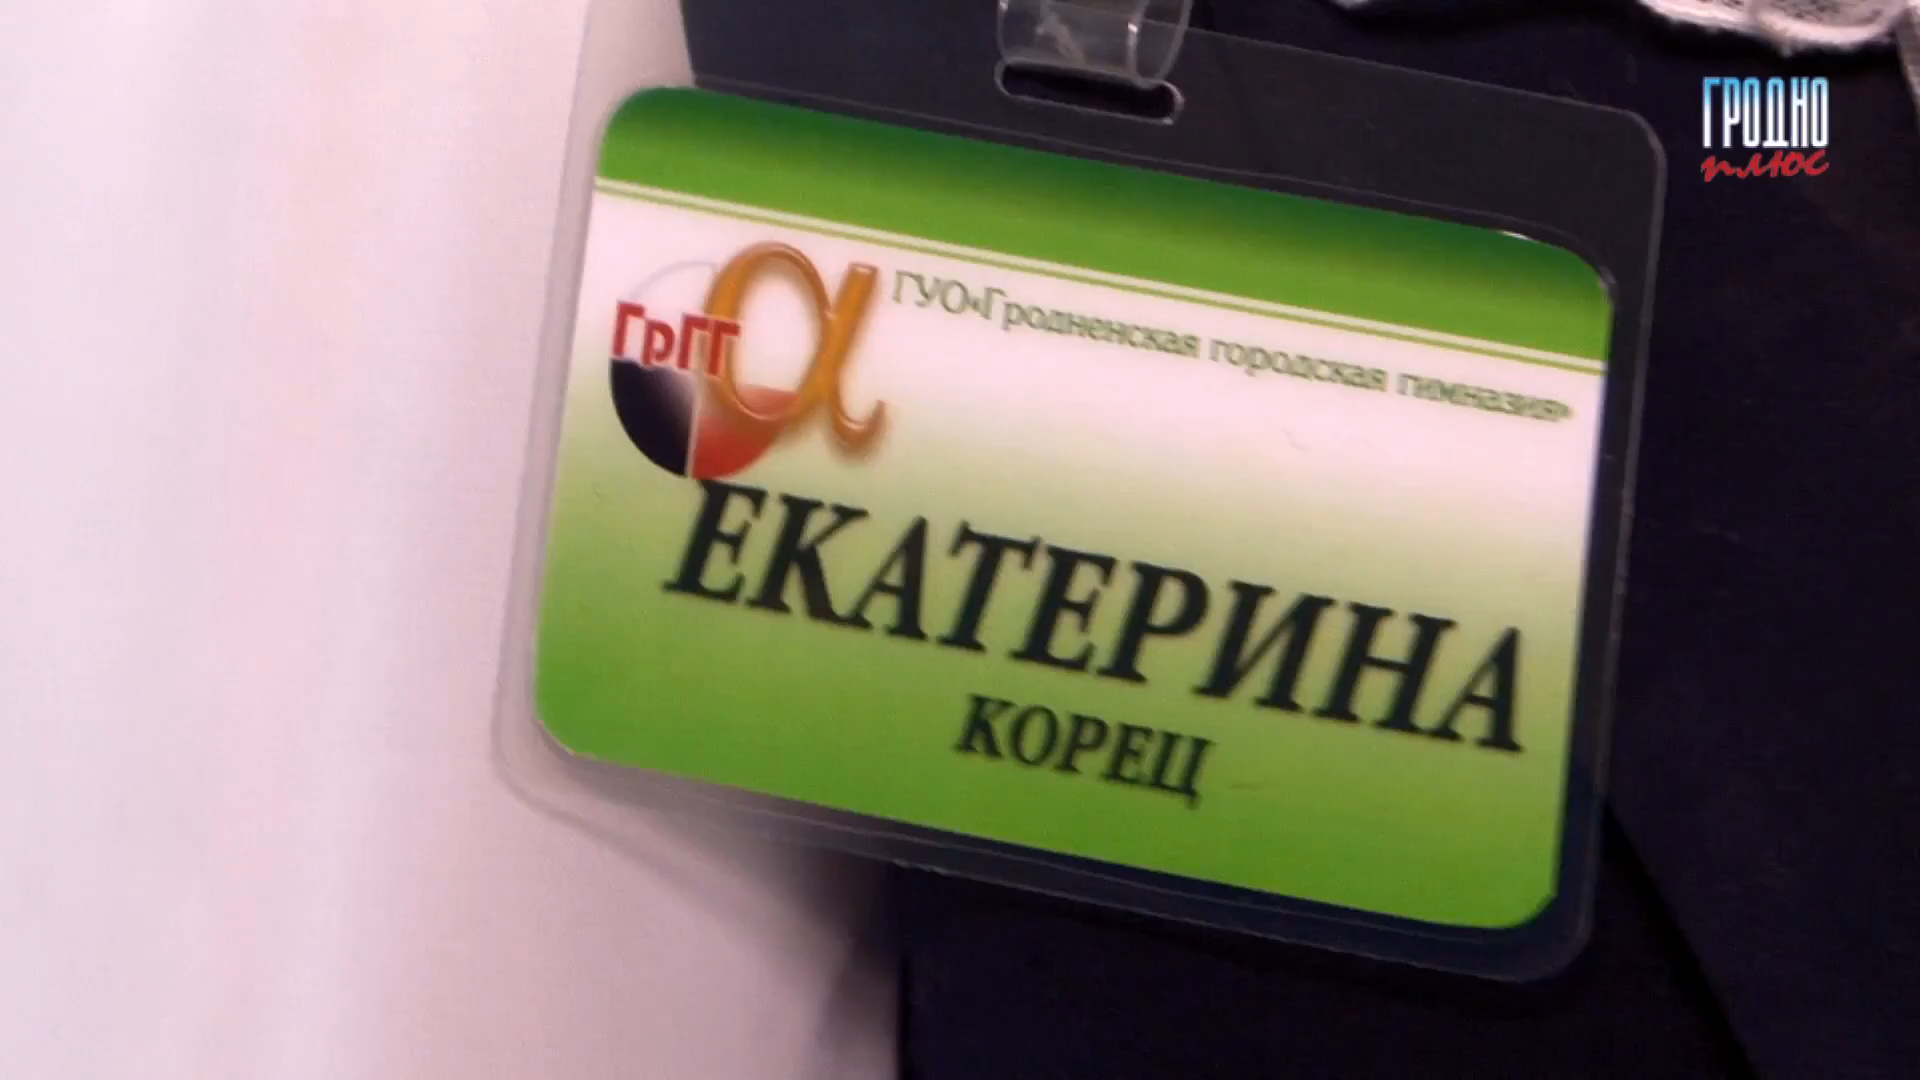 ГРОДНО
плюс
ГУО«Гродненская городская гимназия»
ГрГГ
α
ЕКАТЕРИНА
КОРЕЦ